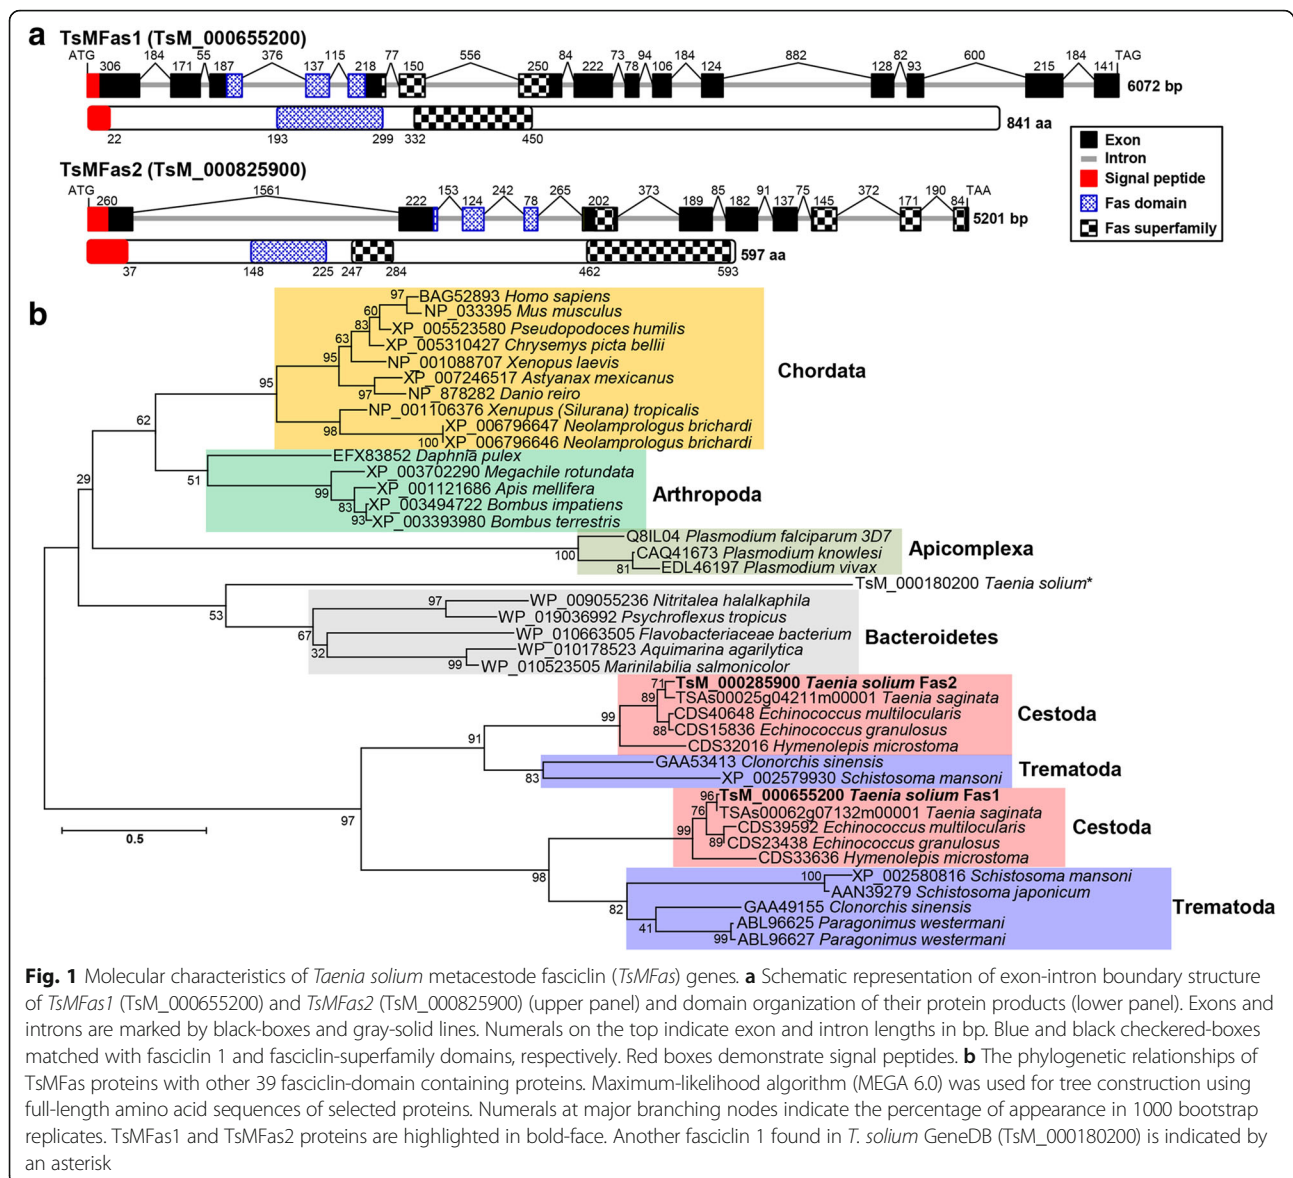 a
TsMFas1 (TsM_000655200)
ATG 306 184 171 55 187 376 137 115 218 77 150 556 250 84 222 73 78 94 106 184 124 882 128 82 93 600 215 184 141 TAG
6072 bp
841 aa
22 193 299 332 450
TsMFas2 (TsM_000825900)
ATG 260 1561 222 153 124 242 78 265 202 373 189 85 182 91 137 75 145 372 171 190 84 TAA
5201 bp
597 aa
37 148 225 247 284 462 593
Exon
Intron
Signal peptide
Fas domain
Fas superfamily
b
97 BAG52893 Homo sapiens
60 NP_033395 Mus musculus
83 XP_005523580 Pseudopodoces humilis
63 XP_005310427 Chrysemys picta bellii
95 NP_001088707 Xenopus laevis
Chordata
XP_007246517 Astyanax mexicanus
95 97 NP_878282 Danio reiro
NP_001106376 Xenupus (Silurana) tropicalis
62 98 XP_006796647 Neolamprologus brichardi
100 XP_006796646 Neolamprologus brichardi
EFX83852 Daphnia pulex
51 XP_003702290 Megachile rotundata
29 99 XP_001121686 Apis mellifera
Arthropoda
83 XP_003494722 Bombus impatiens
93 XP_003393980 Bombus terrestris
Q8IL04 Plasmodium falciparum 3D7
100 CAQ41673 Plasmodium knowlesi
Apicomplexa
81 EDL46197 Plasmodium vivax
TsM_000180200 Taenia solium*
53 97 WP_009055236 Nitritalea halalkaphila
WP_019036992 Psychroflexus tropicus
67 WP_010663505 Flavobacteriaceae bacterium
Bacteroidetes
32 WP_010178523 Aquimarina agarilytica
99 WP_010523505 Marinilabilia salmonicolor
71 TsM_000285900 Taenia solium Fas2
89 TSAs00025g04211m00001 Taenia saginata
99 CDS40648 Echinococcus multilocularis
Cestoda
88 CDS15836 Echinococcus granulosus
91 CDS32016 Hymenolepis microstoma
GAA53413 Clonorchis sinensis
Trematoda
83 XP_002579930 Schistosoma mansoni
96 TsM_000655200 Taenia solium Fas1
76 TSAs00062g07132m00001 Taenia saginata
97 99 CDS39592 Echinococcus multilocularis
Cestoda
89 CDS23438 Echinococcus granulosus
CDS33636 Hymenolepis microstoma
98 100 XP_002580816 Schistosoma mansoni
AAN39279 Schistosoma japonicum
82 GAA49155 Clonorchis sinensis
Trematoda
41 ABL96625 Paragonimus westermani
99 ABL96627 Paragonimus westermani
0.5
Fig. 1 Molecular characteristics of Taenia solium metacestode fasciclin (TsMFas) genes. a Schematic representation of exon-intron boundary structure
of TsMFas1 (TsM_000655200) and TsMFas2 (TsM_000825900) (upper panel) and domain organization of their protein products (lower panel). Exons and
introns are marked by black-boxes and gray-solid lines. Numerals on the top indicate exon and intron lengths in bp. Blue and black checkered-boxes
matched with fasciclin 1 and fasciclin-superfamily domains, respectively. Red boxes demonstrate signal peptides. b The phylogenetic relationships of
TsMFas proteins with other 39 fasciclin-domain containing proteins. Maximum-likelihood algorithm (MEGA 6.0) was used for tree construction using
full-length amino acid sequences of selected proteins. Numerals at major branching nodes indicate the percentage of appearance in 1000 bootstrap
replicates. TsMFas1 and TsMFas2 proteins are highlighted in bold-face. Another fasciclin 1 found in T. solium GeneDB (TsM_000180200) is indicated by
an asterisk